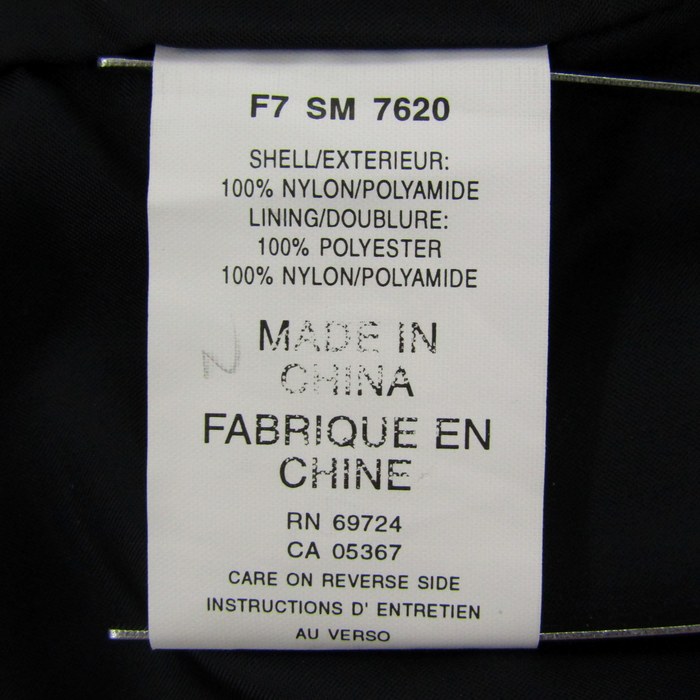 F7 SM 7620
SHELL/EXTERIEUR:
100% NYLON/POLYAMIDE
LINING/DOUBLURE:
100% POLYESTER
100% NYLON/POLYAMIDE
MADE IN
CHINA
FABRIQUE EN
CHINE
RN 69724
CA 05367
CARE ON REVERSE SIDE
INSTRUCTIONS D' ENTRETIEN
AU VERSO